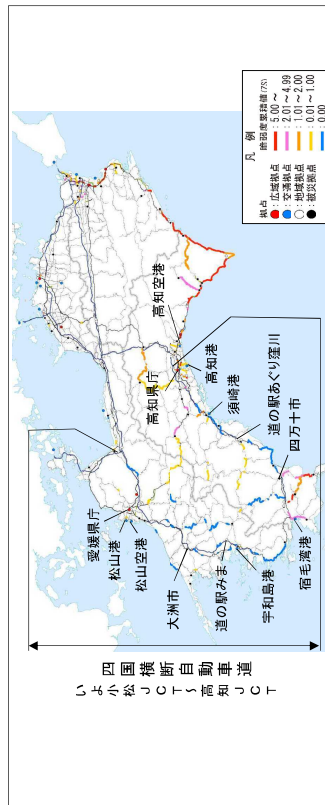 四国横断自動車道
いよ小松JCT～高知JCT
愛媛県庁
松山港
松山空港
大洲市
道の駅みま
宇和島港
宿毛湾港
四万十市
道の駅あぐり窪川
須崎港
高知港
高知県庁
高知空港
凡　例
拠点
：広域拠点
：交通拠点
：地域拠点
：被災拠点
：5.00～
：2.01～4.99
：1.01～2.00
：0.01～1.00
：0.00